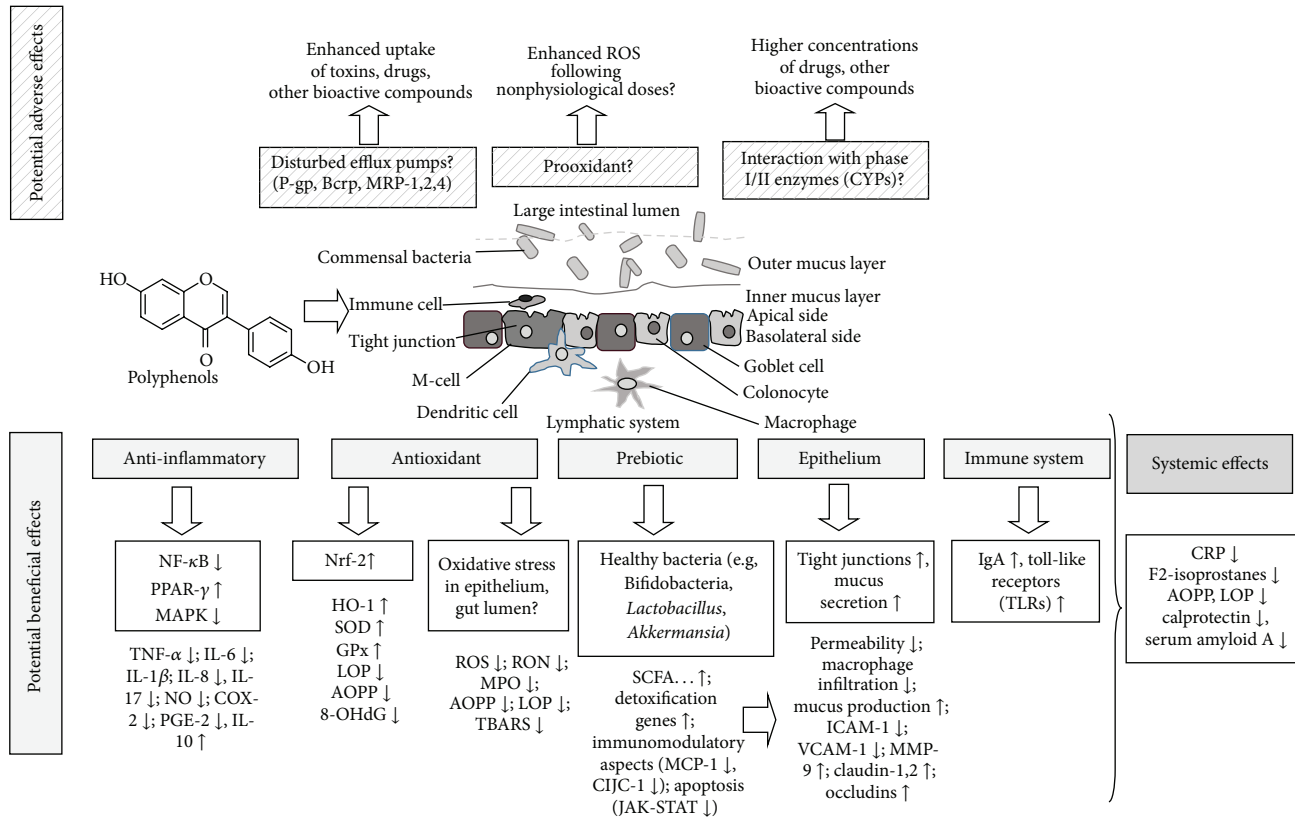 Potential adverse effects
Enhanced uptake
of toxins, drugs,
other bioactive compounds
Enhanced ROS
following
nonphysiological doses?
Higher concentrations
of drugs, other
bioactive compounds
Disturbed efflux pumps?
(P-gp, Bcrp, MRP-1,2,4)
Prooxidant?
Interaction with phase
I/II enzymes (CYPs)?
Large intestinal lumen
Commensal bacteria
Outer mucus layer
Immune cell
Inner mucus layer
Apical side
Tight junction
Basolateral side
Goblet cell
M-cell
Colonocyte
Dendritic cell
Macrophage
Lymphatic system
HO
O
O
OH
Polyphenols
Potential beneficial effects
Anti-inflammatory
Antioxidant
Prebiotic
Epithelium
Immune system
Systemic effects
NF-κB ↓
PPAR-γ ↑
MAPK ↓
TNF-α ↓; IL-6 ↓;
IL-1β; IL-8 ↓, IL-
17 ↓; NO ↓; COX-
2 ↓; PGE-2 ↓, IL-
10 ↑
Nrf-2↑
HO-1 ↑
SOD ↑
GPx ↑
LOP ↓
AOPP ↓
8-OHdG ↓
Oxidative stress
in epithelium,
gut lumen?
ROS ↓; RON ↓;
MPO ↓;
AOPP ↓; LOP ↓;
TBARS ↓
Healthy bacteria (e.g,
Bifidobacteria,
Lactobacillus,
Akkermansia)
SCFA… ↑;
detoxification
genes ↑;
immunomodulatory
aspects (MCP-1 ↓,
CIJC-1 ↓); apoptosis
(JAK-STAT ↓)
Tight junctions ↑,
mucus
secretion ↑
Permeability ↓;
macrophage
infiltration ↓;
mucus production ↑;
ICAM-1 ↓;
VCAM-1 ↓; MMP-
9 ↑; claudin-1,2 ↑;
occludins ↑
IgA ↑, toll-like
receptors
(TLRs) ↑
CRP ↓
F2-isoprostanes ↓
AOPP, LOP ↓
calprotectin ↓,
serum amyloid A ↓